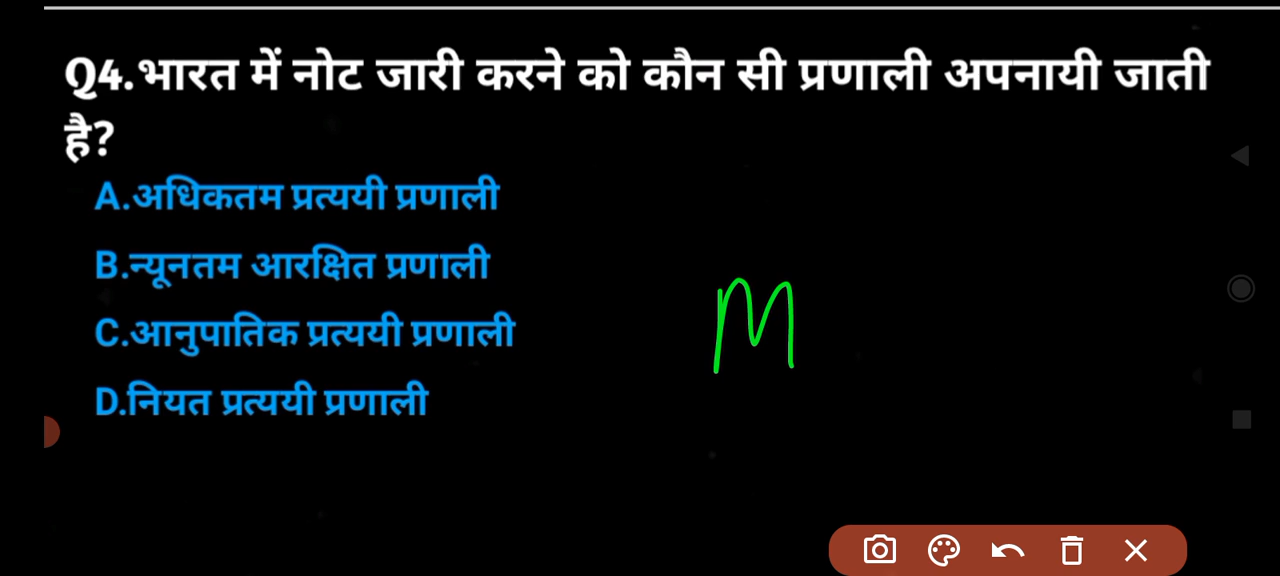 Q4.भारत में नोट जारी करने को कौन सी प्रणाली अपनायी जाती
है?
A.अधिकतम प्रत्ययी प्रणाली
B.न्यूनतम आरक्षित प्रणाली
C.आनुपातिक प्रत्ययी प्रणाली
M
D.नियत प्रत्ययी प्रणाली